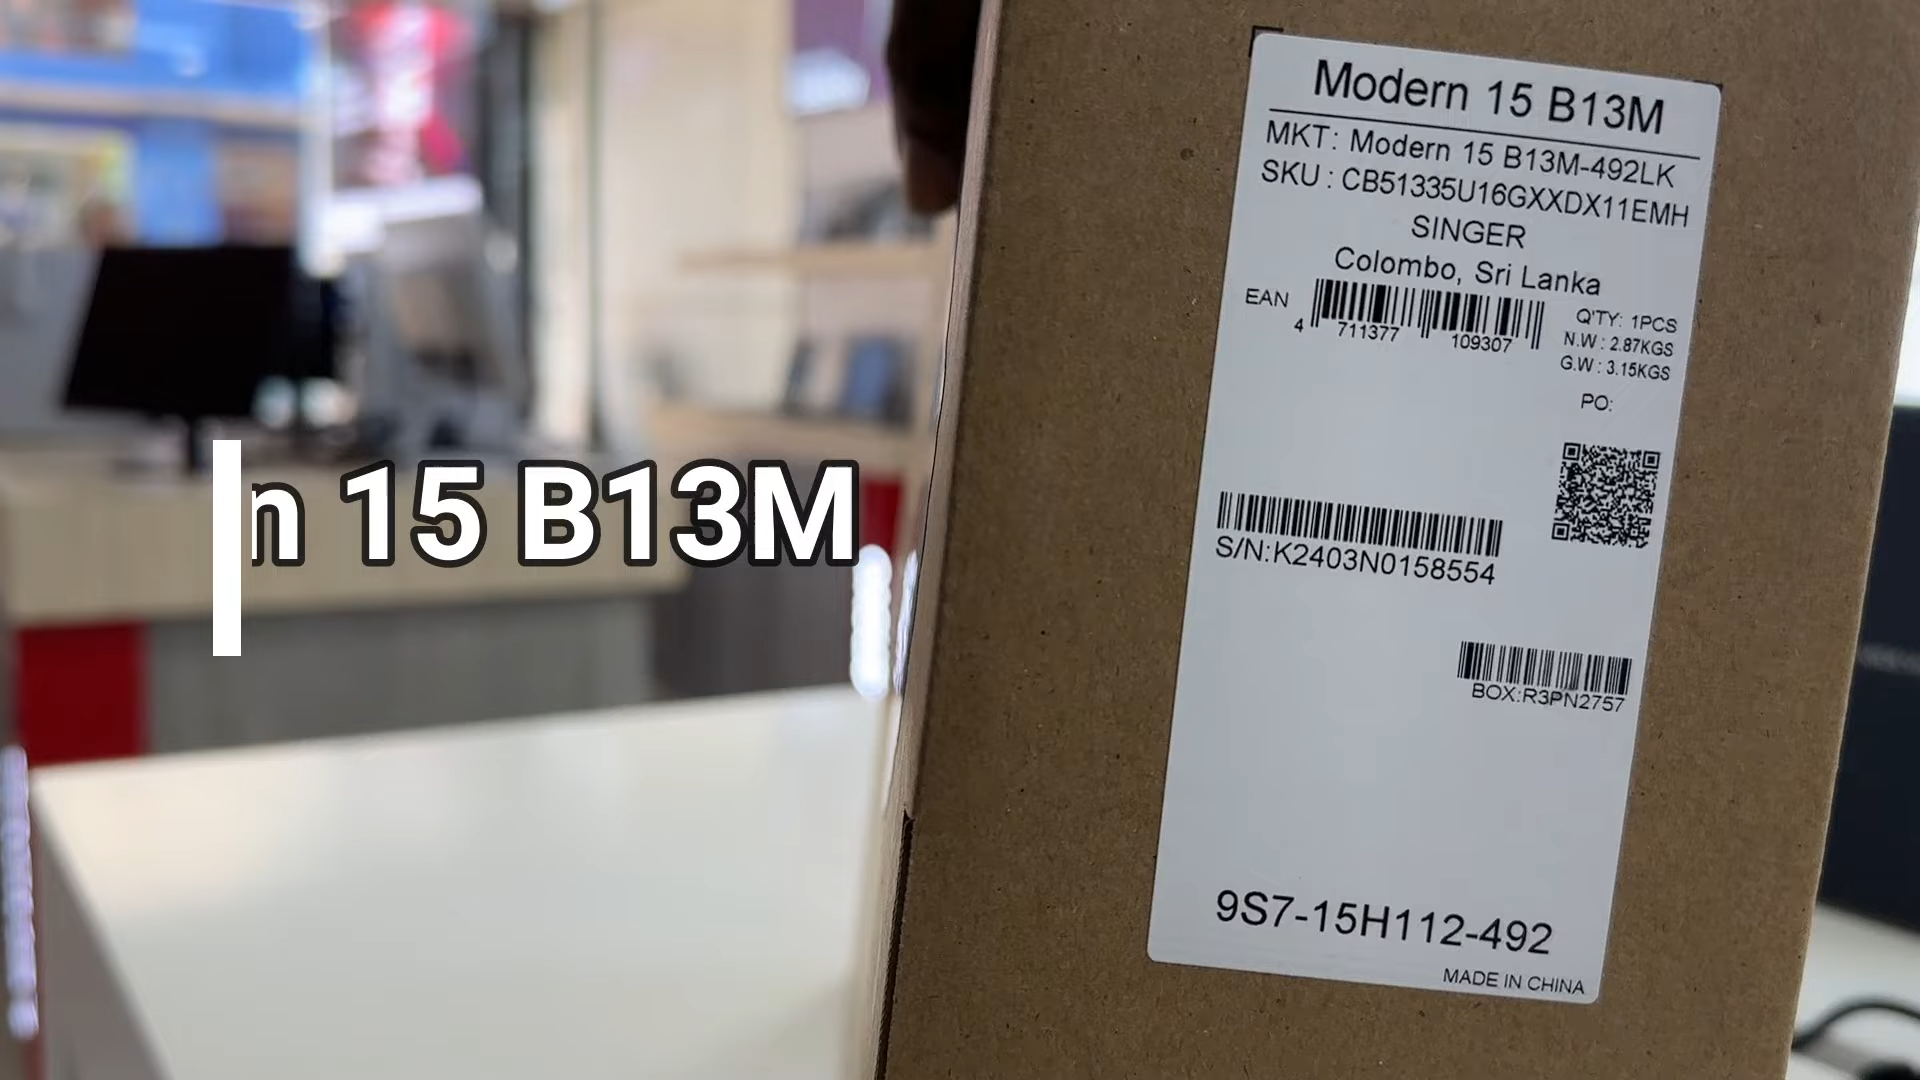 n 15 B13M
Modern 15 B13M
MKT: Modern 15 B13M-492LK
SKU : CB51335U16GXXDX11EMH
SINGER
Colombo, Sri Lanka
EAN
4 711377 109307
Q'TY: 1PCS
N.W : 2.87KGS
G.W : 3.15KGS
PO:
S/N:K2403N0158554
BOX:R3PN2757
9S7-15H112-492
MADE IN CHINA